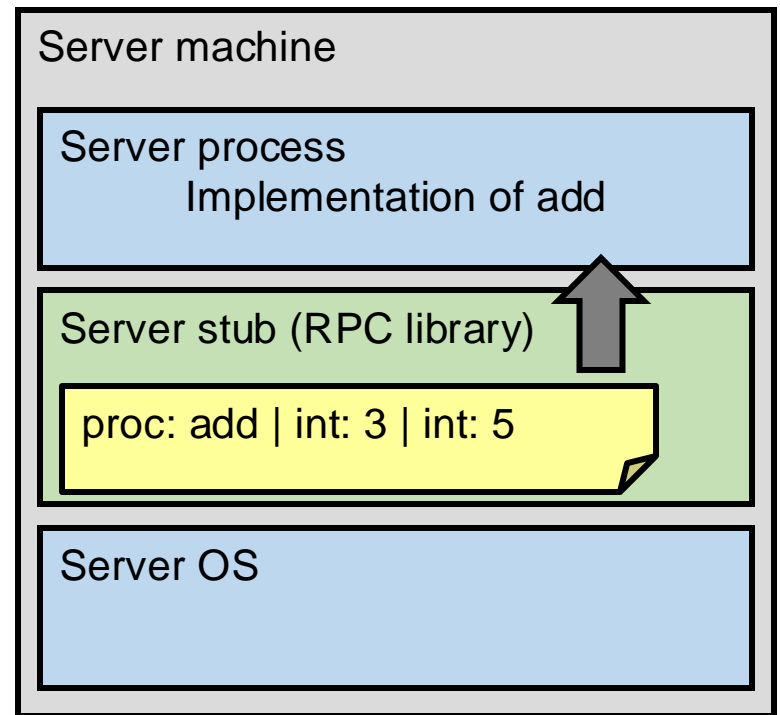 Server machine
Server process
Implementation of add
Server stub (RPC library)
proc: add | int: 3 | int: 5
Server OS